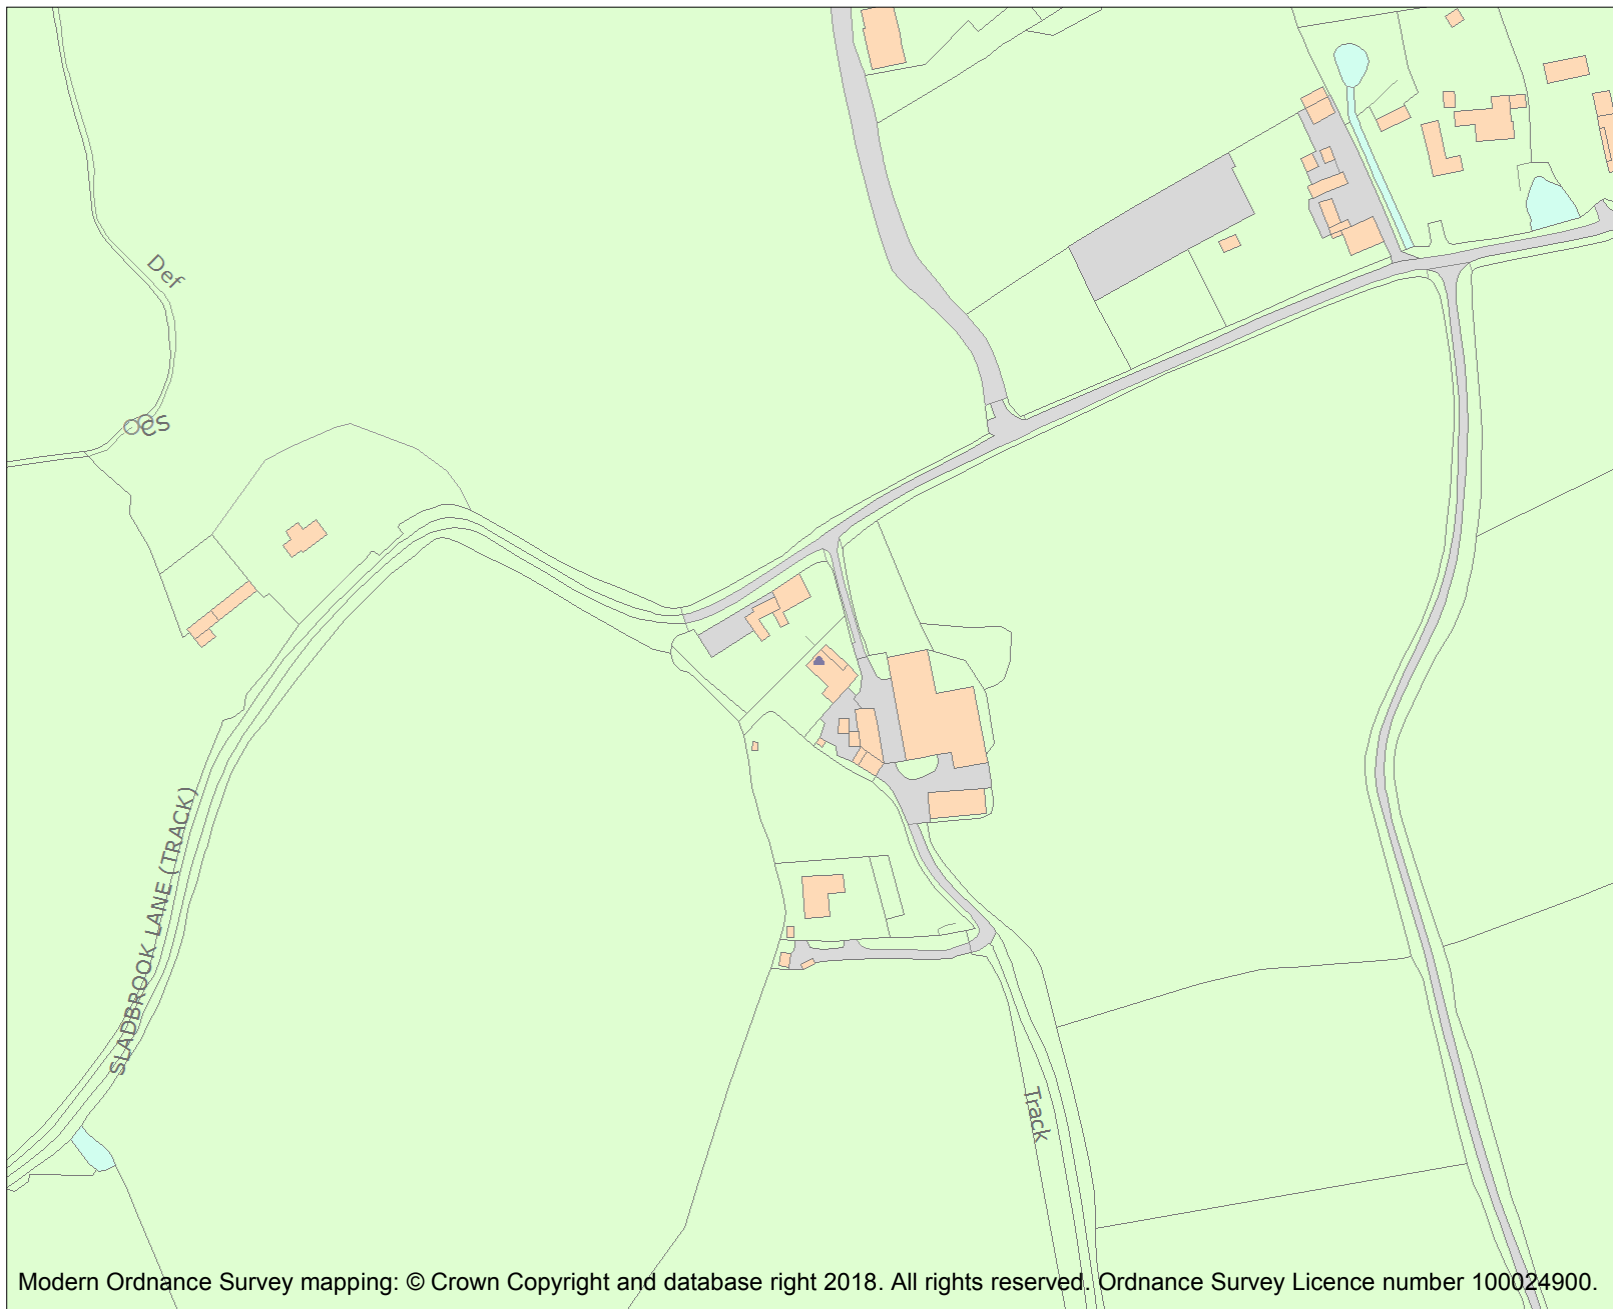 Def
Ces
SLADBROOK LANE (TRACK)
Track
Modern Ordnance Survey mapping: © Crown Copyright and database right 2018. All rights reserved. Ordnance Survey Licence number 100024900.